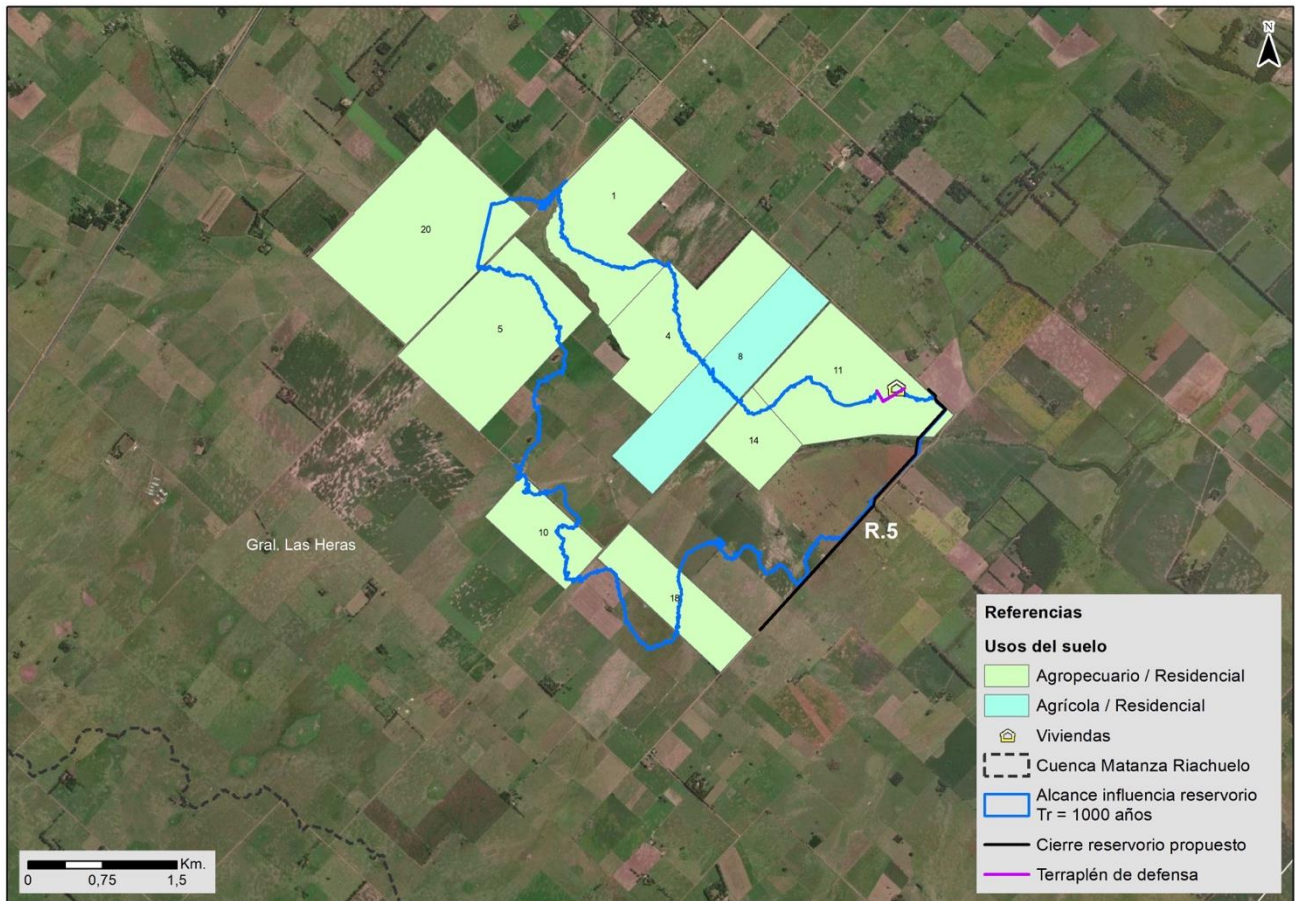 N
1
20
5
4
8
11
14
10
18
R.5
Gral. Las Heras
Referencias
Usos del suelo
Agropecuario / Residencial
Agrícola / Residencial
Viviendas
Cuenca Matanza Riachuelo
Alcance influencia reservorio
Tr = 1000 años
Cierre reservorio propuesto
Terraplén de defensa
Km.
0 0,75 1,5